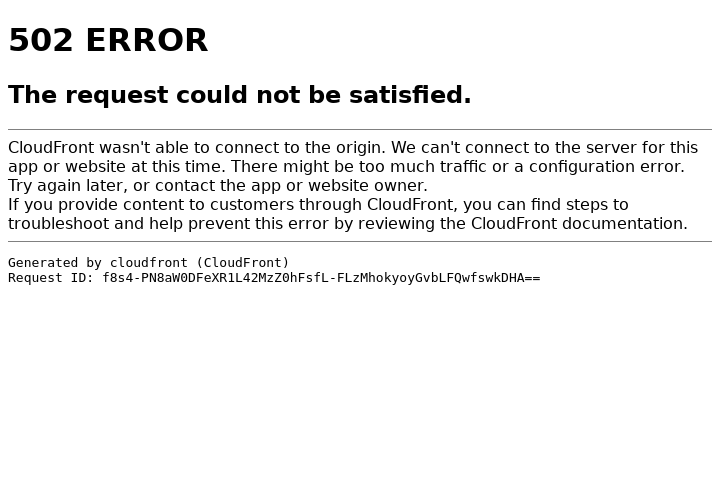 502 ERROR
The request could not be satisfied.
CloudFront wasn't able to connect to the origin. We can't connect to the server for this
app or website at this time. There might be too much traffic or a configuration error.
Try again later, or contact the app or website owner.
If you provide content to customers through CloudFront, you can find steps to
troubleshoot and help prevent this error by reviewing the CloudFront documentation.
Generated by cloudfront (CloudFront)
Request ID: f8s4-PN8aW0DFeXR1L42MzZ0hFsfL-FLzMhokyoyGvbLFQwfswkDHA==